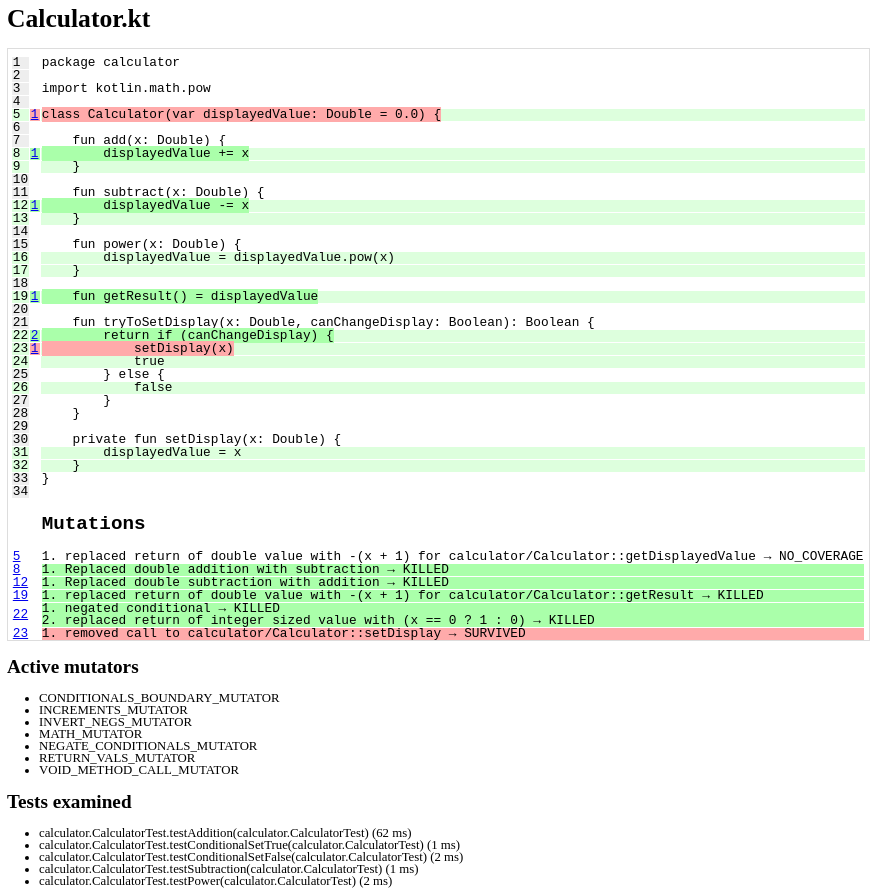 Calculator.kt
1 package calculator
2
3 import kotlin.math.pow
4
5 1 class Calculator(var displayedValue: Double = 0.0) {
6
7     fun add(x: Double) {
8 1         displayedValue += x
9     }
10
11     fun subtract(x: Double) {
12 1         displayedValue -= x
13     }
14
15     fun power(x: Double) {
16         displayedValue = displayedValue.pow(x)
17     }
18
19 1     fun getResult() = displayedValue
20
21     fun tryToSetDisplay(x: Double, canChangeDisplay: Boolean): Boolean {
22 2         return if (canChangeDisplay) {
23 1             setDisplay(x)
24             true
25         } else {
26             false
27         }
28     }
29
30     private fun setDisplay(x: Double) {
31         displayedValue = x
32     }
33 }
34
Mutations
5 1. replaced return of double value with -(x + 1) for calculator/Calculator::getDisplayedValue → NO_COVERAGE
8 1. Replaced double addition with subtraction → KILLED
12 1. Replaced double subtraction with addition → KILLED
19 1. replaced return of double value with -(x + 1) for calculator/Calculator::getResult → KILLED
22 1. negated conditional → KILLED
2. replaced return of integer sized value with (x == 0 ? 1 : 0) → KILLED
23 1. removed call to calculator/Calculator::setDisplay → SURVIVED
Active mutators
• CONDITIONALS_BOUNDARY_MUTATOR
• INCREMENTS_MUTATOR
• INVERT_NEGS_MUTATOR
• MATH_MUTATOR
• NEGATE_CONDITIONALS_MUTATOR
• RETURN_VALS_MUTATOR
• VOID_METHOD_CALL_MUTATOR
Tests examined
• calculator.CalculatorTest.testAddition(calculator.CalculatorTest) (62 ms)
• calculator.CalculatorTest.testConditionalSetTrue(calculator.CalculatorTest) (1 ms)
• calculator.CalculatorTest.testConditionalSetFalse(calculator.CalculatorTest) (2 ms)
• calculator.CalculatorTest.testSubtraction(calculator.CalculatorTest) (1 ms)
• calculator.CalculatorTest.testPower(calculator.CalculatorTest) (2 ms)